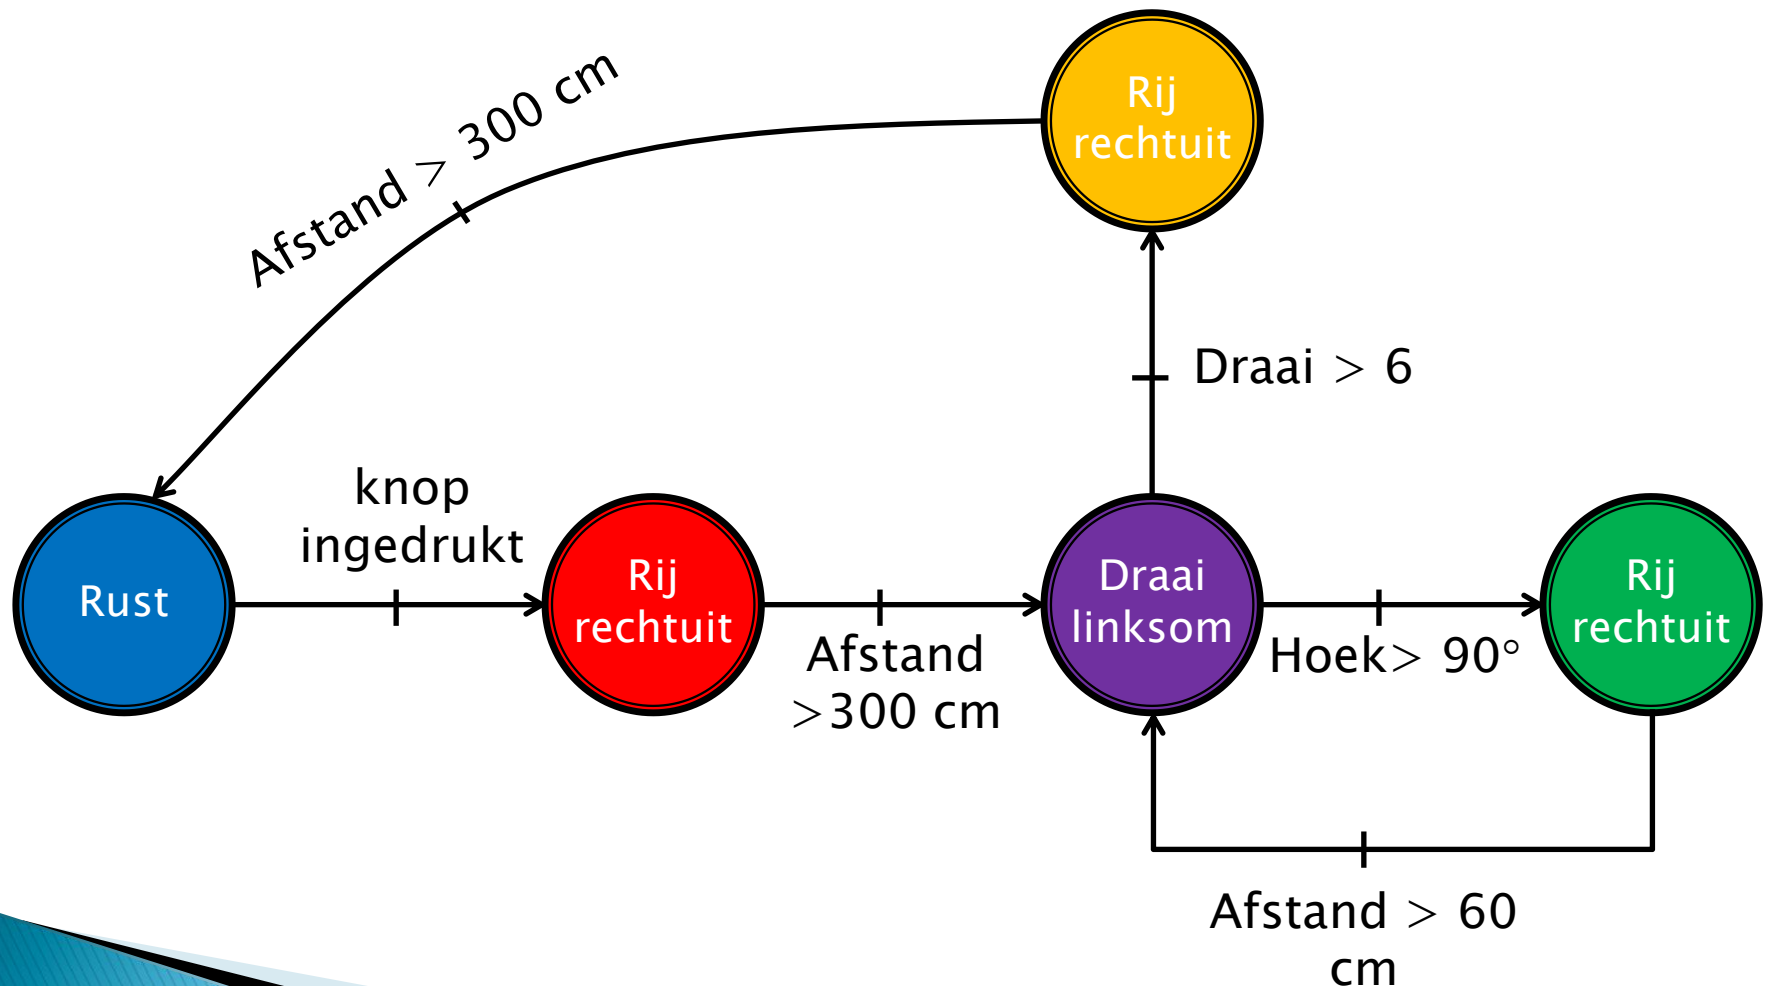 Rij
rechtuit
Afstand > 300 cm
Draai > 6
knop
ingedrukt
Rust
Rij
rechtuit
Afstand
>300 cm
Draai
linksom
Hoek> 90°
Rij
rechtuit
Afstand > 60
cm